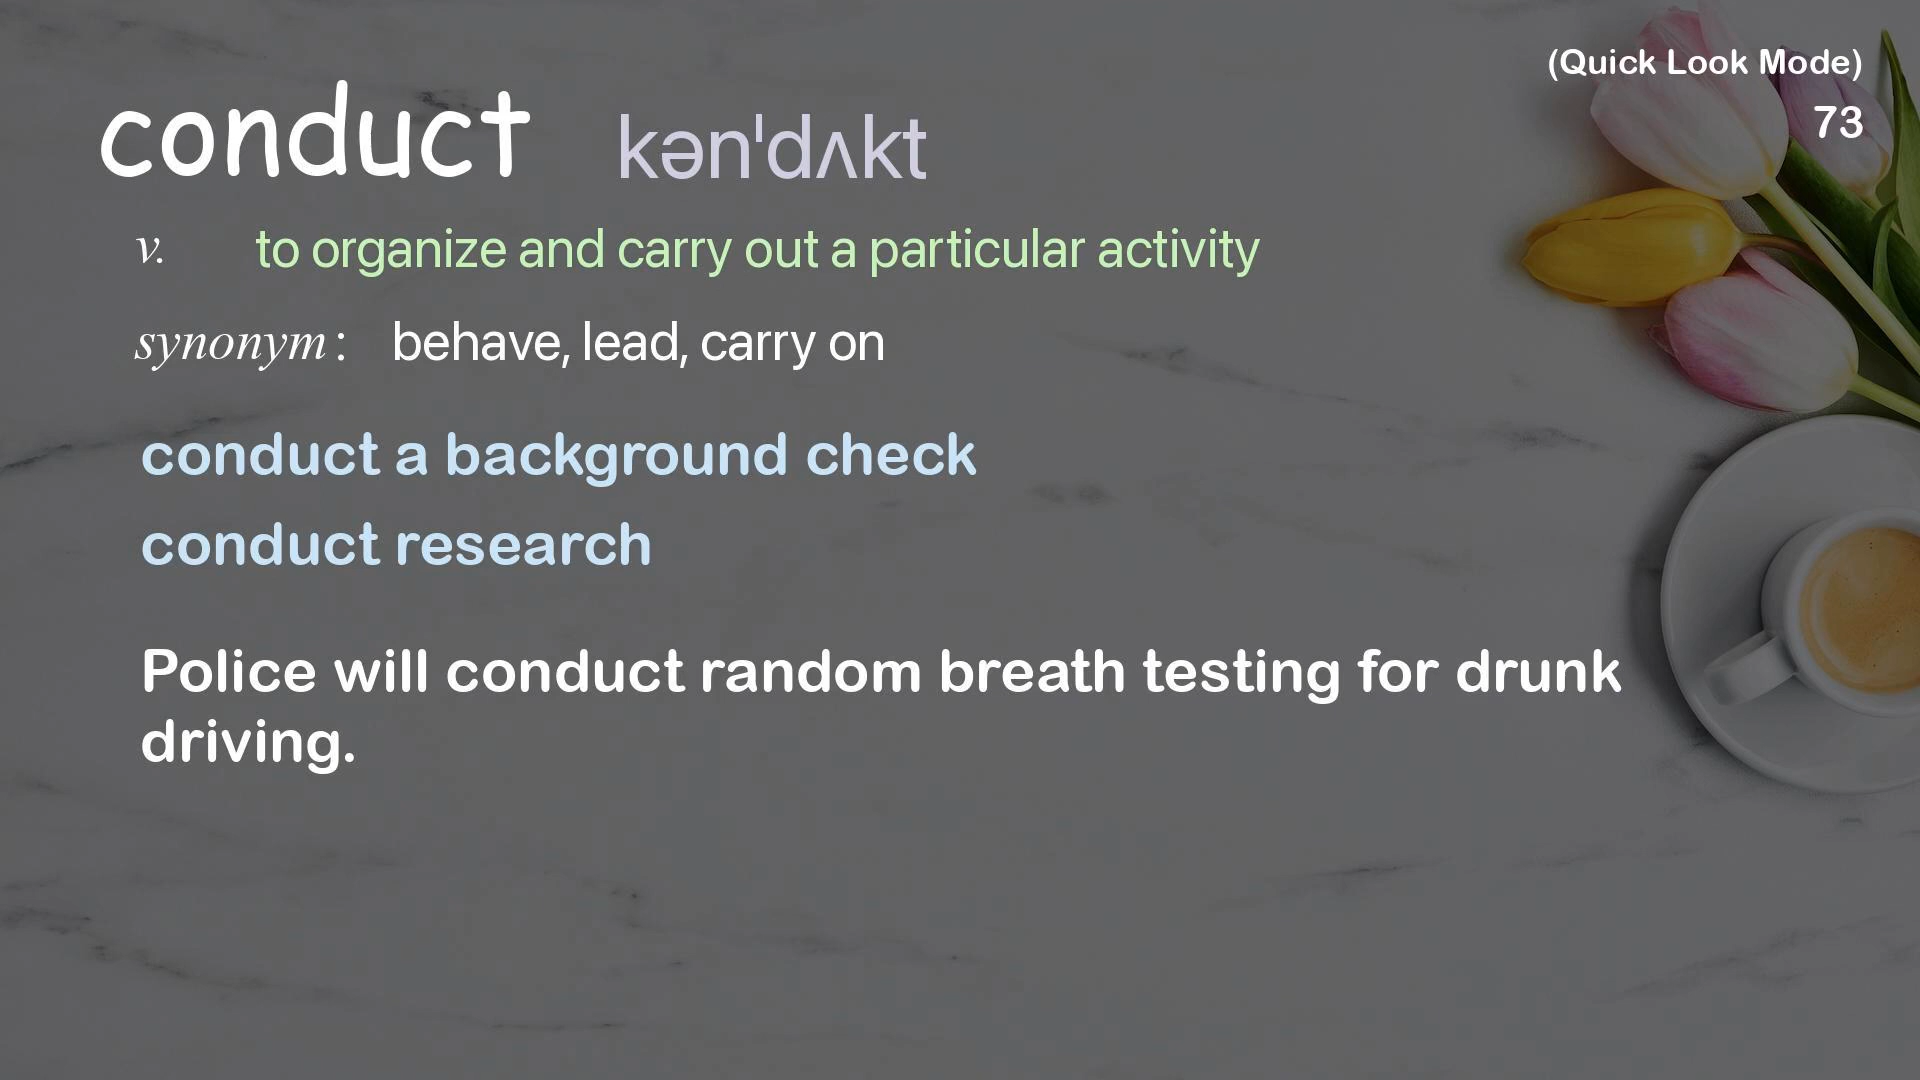 (Quick Look Mode)
73
conduct kən'dʌkt
v. to organize and carry out a particular activity
synonym: behave, lead, carry on
conduct a background check
conduct research
Police will conduct random breath testing for drunk
driving.